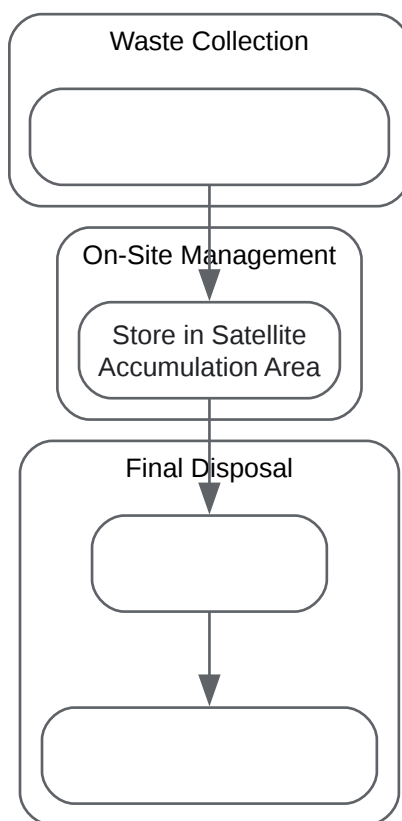 Waste Collection
On-Site Management
Store in Satellite
Accumulation Area
Final Disposal